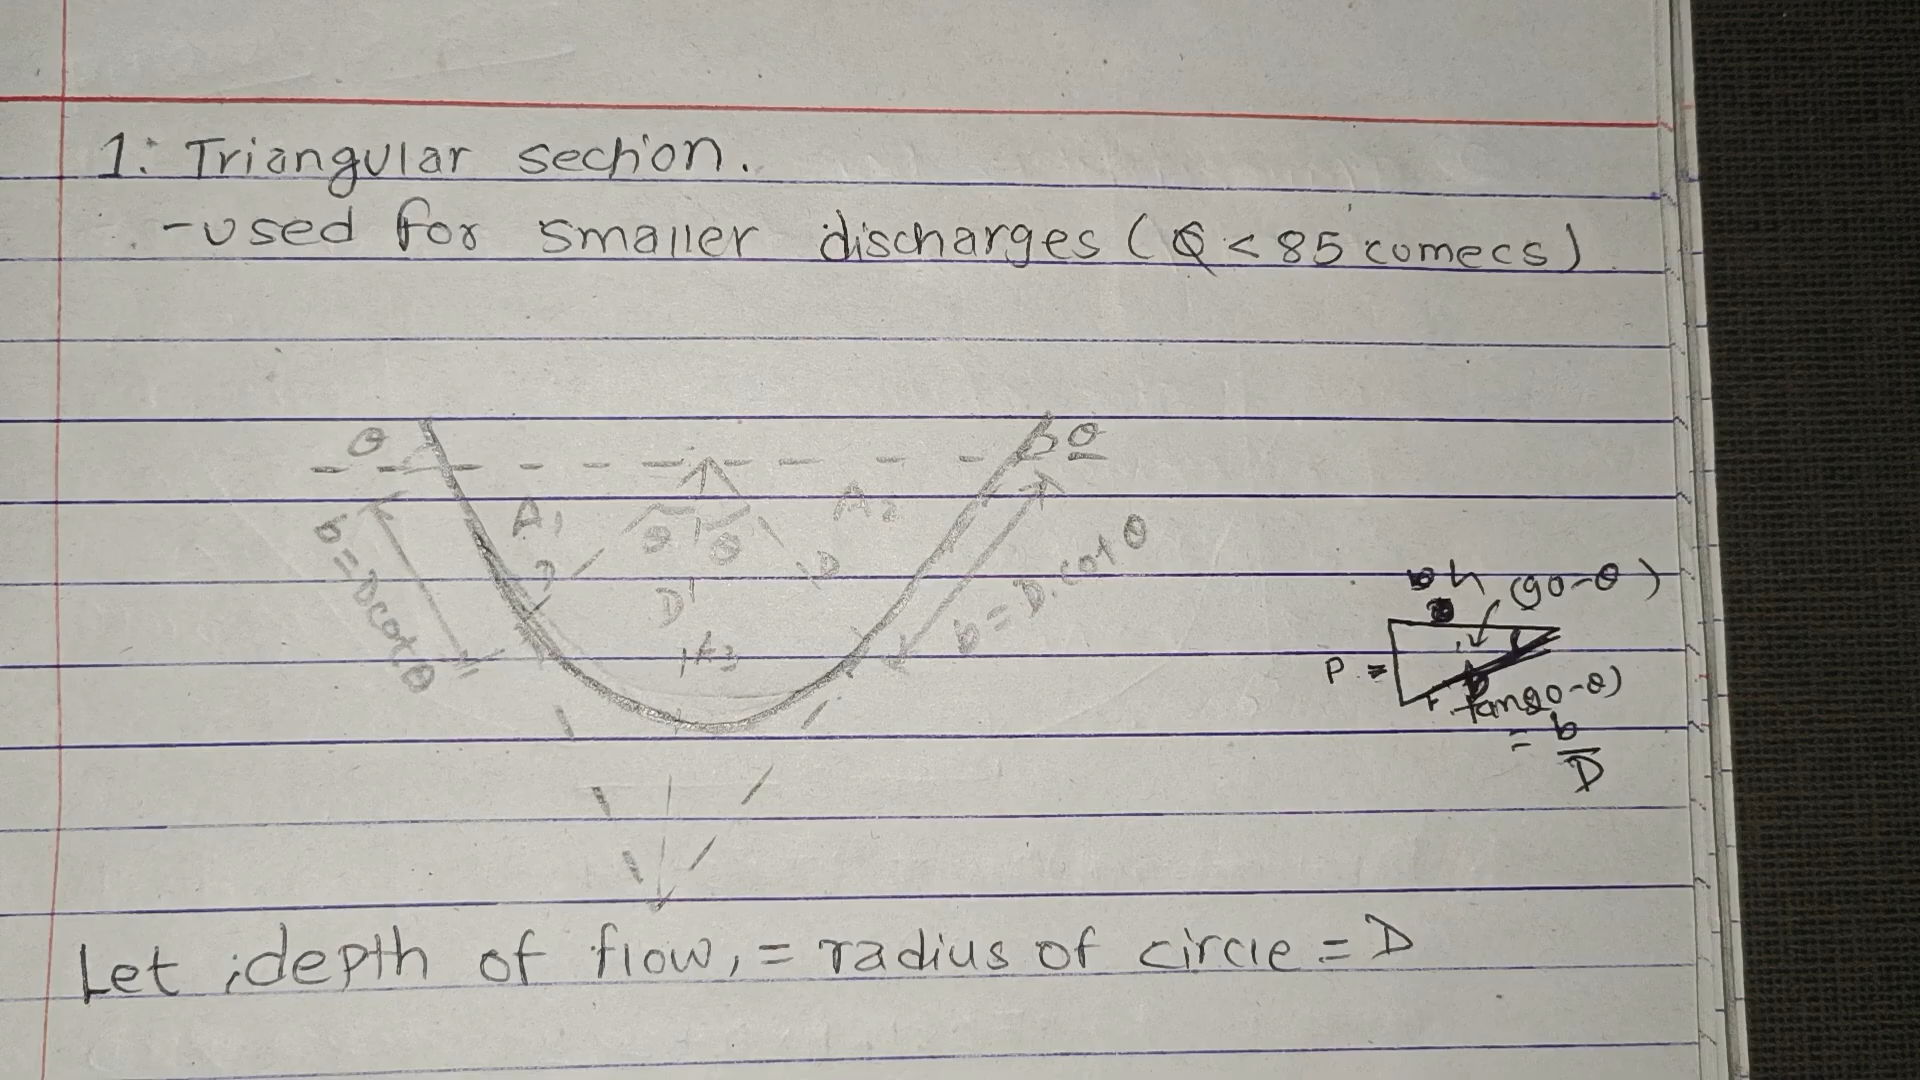 1: Triangular section.
-used for smaller discharges (Q < 85 comecs)
θ
θ
A1
A2
θ θ
D
D
b = D cot θ
b = D. cot θ
A3
h (90-θ)
P =
tan(90-θ)
= b
D
Let, depth of flow, = radius of circle = D